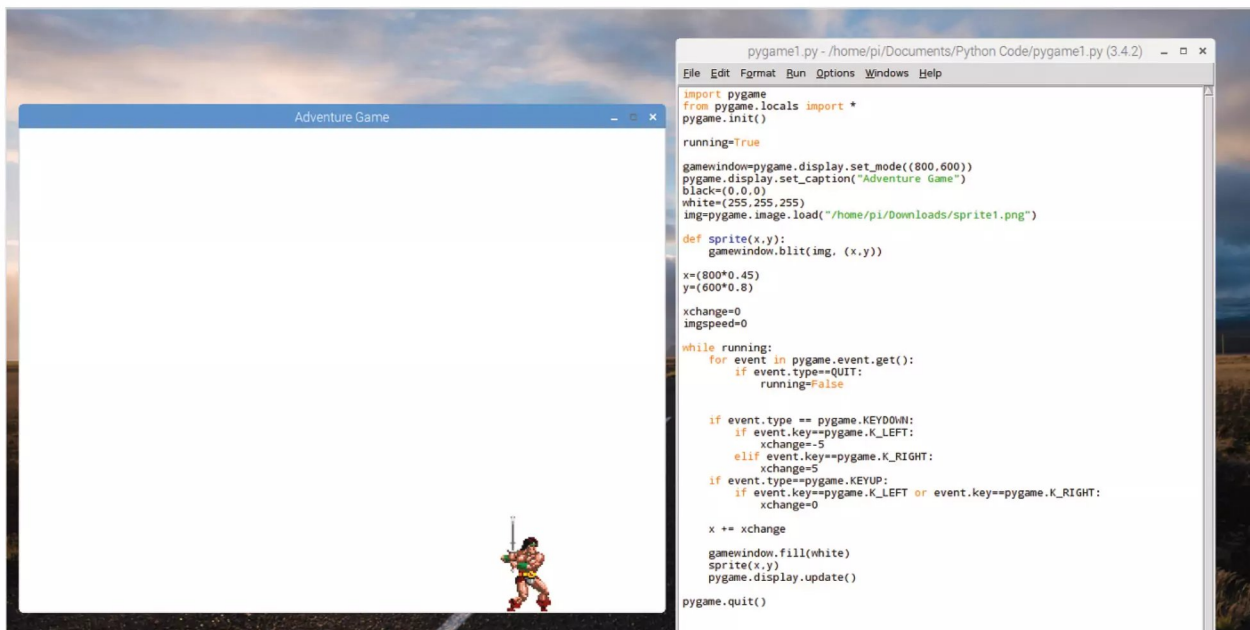 Adventure Game
pygame1.py - /home/pi/Documents/Python Code/pygame1.py (3.4.2)
File Edit Format Run Options Windows Help
import pygame
from pygame.locals import *
pygame.init()
running=True
gamewindow=pygame.display.set_mode((800,600))
pygame.display.set_caption("Adventure Game")
black=(0,0,0)
white=(255,255,255)
img=pygame.image.load("/home/pi/Downloads/sprite1.png")
def sprite(x,y):
    gamewindow.blit(img, (x,y))
x=(800*0.45)
y=(600*0.8)
xchange=0
imgspeed=0
while running:
    for event in pygame.event.get():
        if event.type==QUIT:
            running=False
    if event.type == pygame.KEYDOWN:
        if event.key==pygame.K_LEFT:
            xchange=-5
        elif event.key==pygame.K_RIGHT:
            xchange=5
    if event.type==pygame.KEYUP:
        if event.key==pygame.K_LEFT or event.key==pygame.K_RIGHT:
            xchange=0
    x += xchange
    gamewindow.fill(white)
    sprite(x,y)
    pygame.display.update()
pygame.quit()